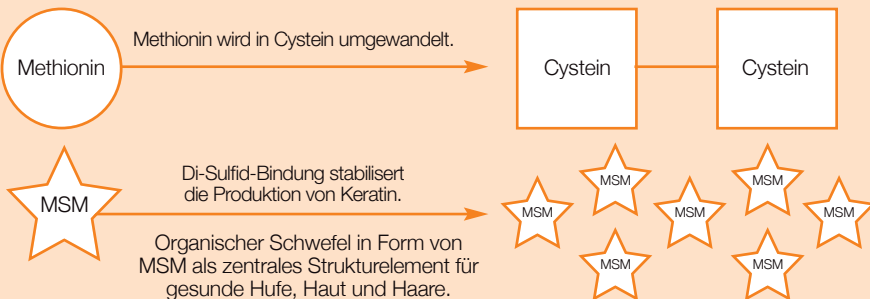 Methionin
Methionin wird in Cystein umgewandelt.
Cystein
Cystein
MSM
Di-Sulfid-Bindung stabilisert
die Produktion von Keratin.
Organischer Schwefel in Form von
MSM als zentrales Strukturelement für
gesunde Hufe, Haut und Haare.
MSM
MSM
MSM
MSM
MSM
MSM
MSM